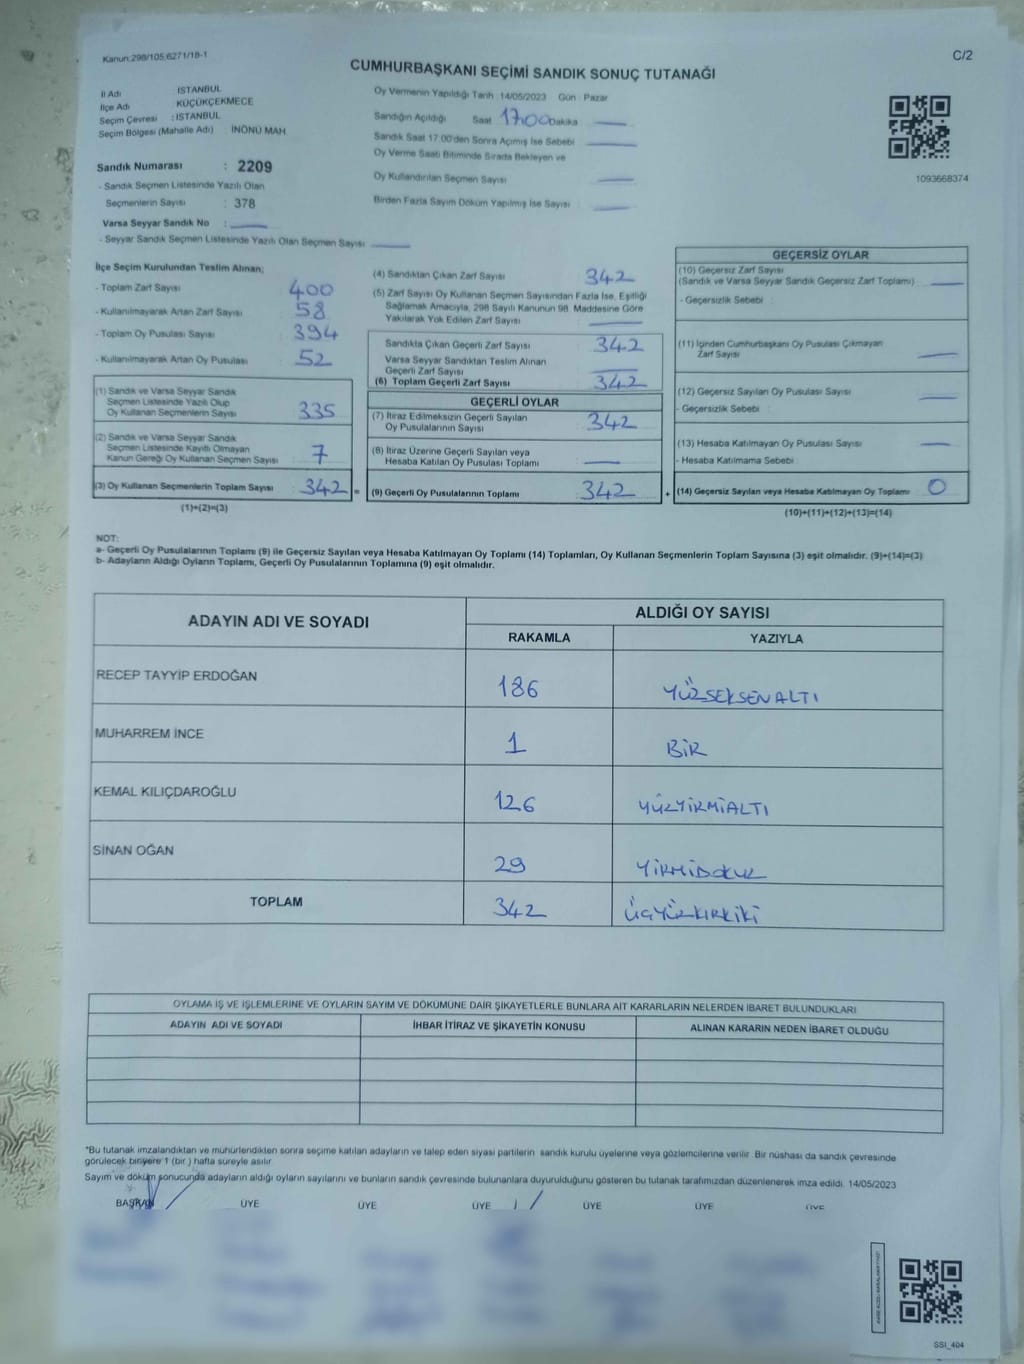 Kanun:298/105;6271/18-1
C/2
CUMHURBAŞKANI SEÇİMİ SANDIK SONUÇ TUTANAĞI
İl Adı İSTANBUL
İlçe Adı KÜÇÜKÇEKMECE
Seçim Çevresi : İSTANBUL
Seçim Bölgesi (Mahalle Adı) : İNÖNÜ MAH
Oy Vermenin Yapıldığı Tarih :14/05/2023 Gün : Pazar
Sandığın Açıldığı Saat 17:00 Dakika
Sandık Saat 17.00'den Sonra Açımış İse Sebebi
Oy Verme Saati Bitiminde Sırada Bekleyen ve
Oy Kullandırılan Seçmen Sayısı
Birden Fazla Sayım Döküm Yapılmış İse Sayısı :
1093668374
Sandık Numarası : 2209
- Sandık Seçmen Listesinde Yazılı Olan
Seçmenlerin Sayısı : 378
Varsa Seyyar Sandık No :
- Seyyar Sandık Seçmen Listesinde Yazılı Olan Seçmen Sayısı
İlçe Seçim Kurulundan Teslim Alınan;
- Toplam Zarf Sayısı 400
- Kullanılmayarak Artan Zarf Sayısı 58
- Toplam Oy Pusulası Sayısı 394
- Kullanılmayarak Artan Oy Pusulası 52
(1) Sandık ve Varsa Seyyar Sandık
Seçmen Listesinde Yazılı Olup
Oy Kullanan Seçmenlerin Sayısı 335
(2) Sandık ve Varsa Seyyar Sandık
Seçmen Listesinde Kayıtlı Olmayan
Kanun Gereği Oy Kullanan Seçmen Sayısı 7
(3) Oy Kullanan Seçmenlerin Toplam Sayısı 342 =
(1)+(2)=(3)
(4) Sandıktan Çıkan Zarf Sayısı 342
(5) Zarf Sayısı Oy Kullanan Seçmen Sayısından Fazla İse, Eşitliği
Sağlamak Amacıyla, 298 Sayılı Kanunun 98. Maddesine Göre
Yakılarak Yok Edilen Zarf Sayısı :
Sandıkta Çıkan Geçerli Zarf Sayısı 342
Varsa Seyyar Sandıktan Teslim Alınan
Geçerli Zarf Sayısı
(6) Toplam Geçerli Zarf Sayısı 342
GEÇERLİ OYLAR
(7) İtiraz Edilmeksizin Geçerli Sayılan
Oy Pusulalarının Sayısı 342
(8) İtiraz Üzerine Geçerli Sayılan veya
Hesaba Katılan Oy Pusulası Toplamı
(9) Geçerli Oy Pusulalarının Toplamı 342 +
GEÇERSİZ OYLAR
(10) Geçersiz Zarf Sayısı
(Sandık ve Varsa Seyyar Sandık Geçersiz Zarf Toplamı) :
- Geçersizlik Sebebi :
(11) İçinden Cumhurbaşkanı Oy Pusulası Çıkmayan
Zarf Sayısı
(12) Geçersiz Sayılan Oy Pusulası Sayısı
- Geçersizlik Sebebi :
(13) Hesaba Katılmayan Oy Pusulası Sayısı
- Hesaba Katılmama Sebebi
(14) Geçersiz Sayılan veya Hesaba Katılmayan Oy Toplamı 0
(10)+(11)+(12)+(13)=(14)
NOT:
a- Geçerli Oy Pusulalarının Toplamı (9) ile Geçersiz Sayılan veya Hesaba Katılmayan Oy Toplamı (14) Toplamları, Oy Kullanan Seçmenlerin Toplam Sayısına (3) eşit olmalıdır. (9)+(14)=(3)
b- Adayların Aldığı Oyların Toplamı, Geçerli Oy Pusulalarının Toplamına (9) eşit olmalıdır.
ADAYIN ADI VE SOYADI ALDIĞI OY SAYISI
RAKAMLA YAZIYLA
RECEP TAYYİP ERDOĞAN 186 YÜZSEKSENALTI
MUHARREM İNCE 1 BİR
KEMAL KILIÇDAROĞLU 126 YÜZYİRMİALTI
SİNAN OĞAN 29 YİRMİDOKUZ
TOPLAM 342 ÜÇYÜZKIRKİKİ
OYLAMA İŞ VE İŞLEMLERİNE VE OYLARIN SAYIM VE DÖKÜMÜNE DAİR ŞİKAYETLERLE BUNLARA AİT KARARLARIN NELERDEN İBARET BULUNDUKLARI
ADAYIN ADI VE SOYADI İHBAR İTİRAZ VE ŞİKAYETİN KONUSU ALINAN KARARIN NEDEN İBARET OLDUĞU
*Bu tutanak imzalandıktan ve mühürlendikten sonra seçime katılan adayların ve talep eden siyasi partilerin sandık kurulu üyelerine veya gözlemcilerine verilir. Bir nüshası da sandık çevresinde
görülecek biryere 1 (bir ) hafta süreyle asılır.
Sayım ve döküm sonucunda adayların aldığı oyların sayılarını ve bunların sandık çevresinde bulunanlara duyurulduğunu gösteren bu tutanak tarafımızdan düzenlenerek imza edildi. 14/05/2023
BAŞKAN ÜYE ÜYE ÜYE ÜYE ÜYE ÜYE
SSI_404